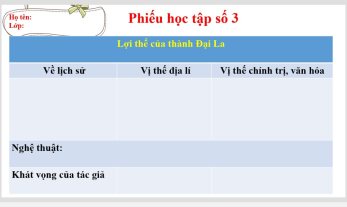 Họ tên:
Lớp:
Phiếu học tập số 3
Lợi thế của thành Đại La
Về lịch sử
Vị thế địa lí
Vị thế chính trị, văn hóa
Nghệ thuật:
Khát vọng của tác giả